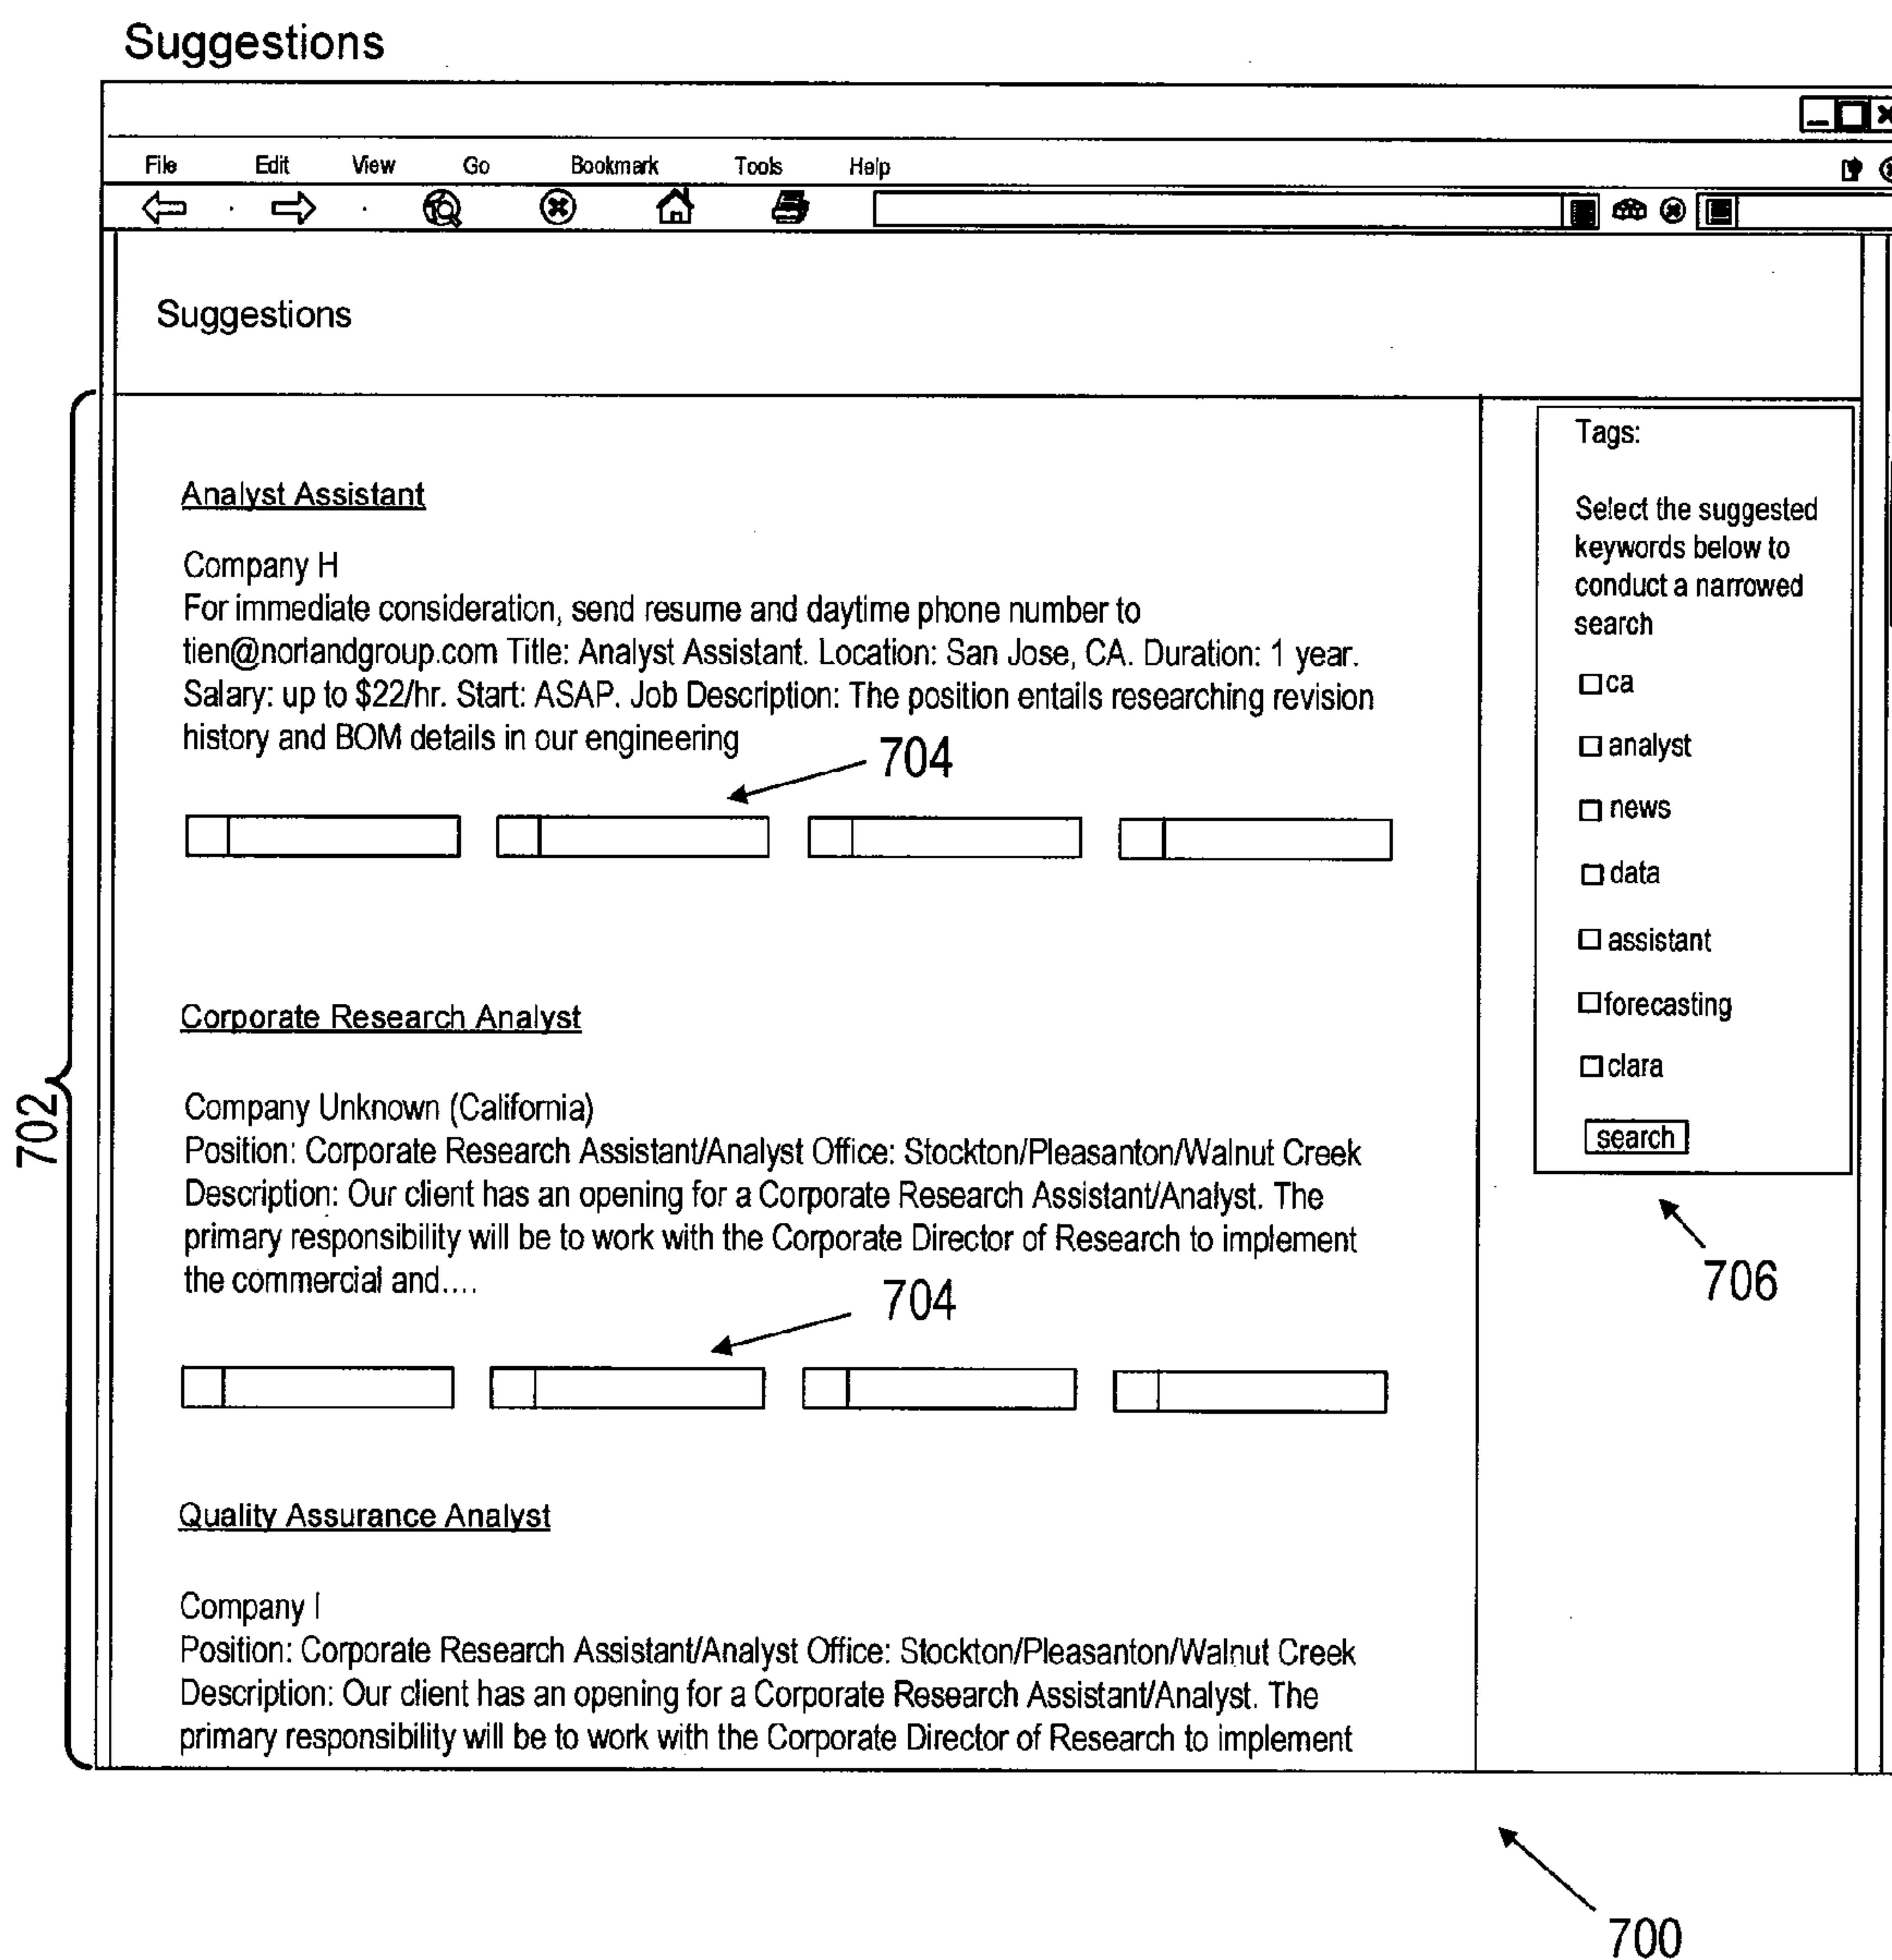 Suggestions
File Edit View Go Bookmark Tools Help
Suggestions
Analyst Assistant
Company H
For immediate consideration, send resume and daytime phone number to
tien@norlandgroup.com Title: Analyst Assistant. Location: San Jose, CA. Duration: 1 year.
Salary: up to $22/hr. Start: ASAP. Job Description: The position entails researching revision
history and BOM details in our engineering
704
Corporate Research Analyst
Company Unknown (California)
Position: Corporate Research Assistant/Analyst Office: Stockton/Pleasanton/Walnut Creek
Description: Our client has an opening for a Corporate Research Assistant/Analyst. The
primary responsibility will be to work with the Corporate Director of Research to implement
the commercial and....
704
Quality Assurance Analyst
Company I
Position: Corporate Research Assistant/Analyst Office: Stockton/Pleasanton/Walnut Creek
Description: Our client has an opening for a Corporate Research Assistant/Analyst. The
primary responsibility will be to work with the Corporate Director of Research to implement
702
Tags:
Select the suggested
keywords below to
conduct a narrowed
search
ca
analyst
news
data
assistant
forecasting
clara
search
706
700